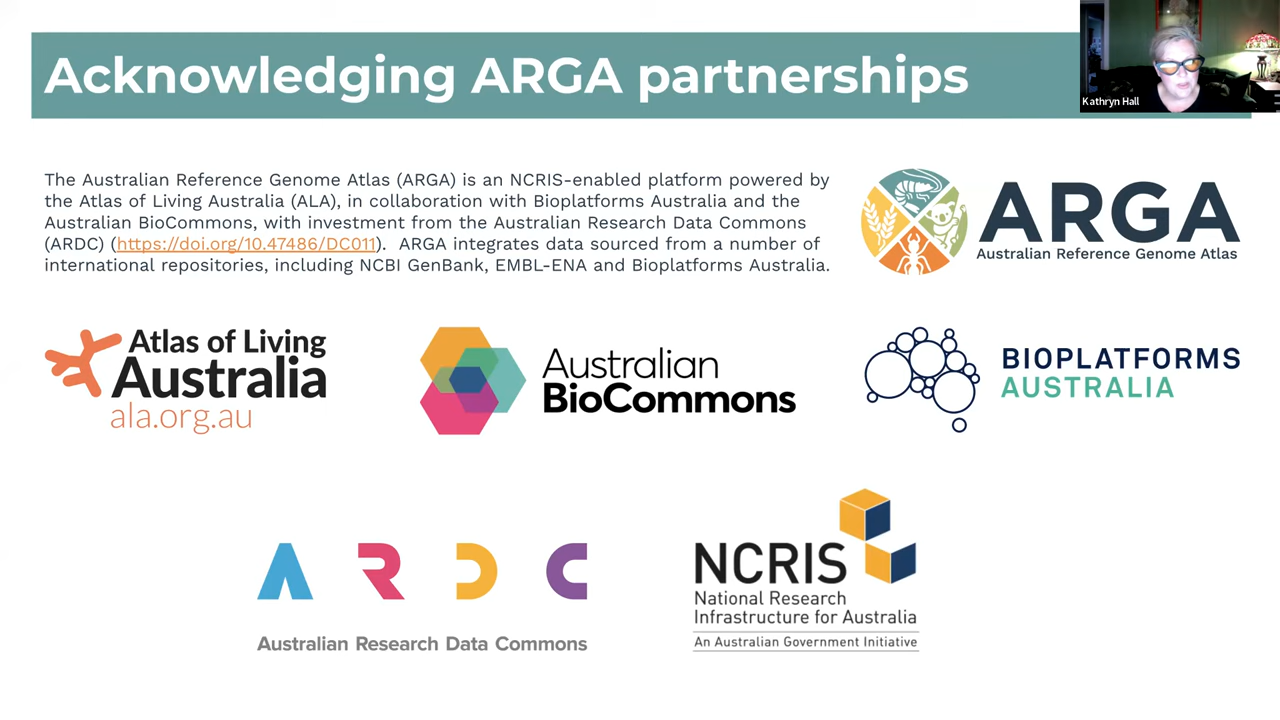 Acknowledging ARGA partnerships
Kathryn Hall
The Australian Reference Genome Atlas (ARGA) is an NCRIS-enabled platform powered by
the Atlas of Living Australia (ALA), in collaboration with Bioplatforms Australia and the
Australian BioCommons, with investment from the Australian Research Data Commons
(ARDC) (https://doi.org/10.47486/DC011). ARGA integrates data sourced from a number of
international repositories, including NCBI GenBank, EMBL-ENA and Bioplatforms Australia.
ARGA
Australian Reference Genome Atlas
Atlas of Living
Australia
ala.org.au
Australian
BioCommons
BIOPLATFORMS
AUSTRALIA
ARDC
Australian Research Data Commons
NCRIS
National Research
Infrastructure for Australia
An Australian Government Initiative